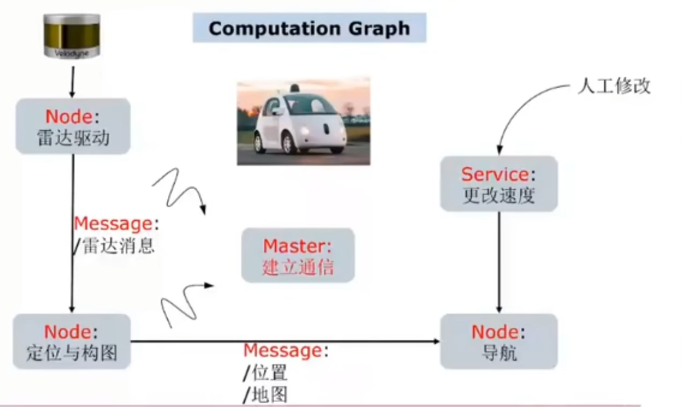 Computation Graph
Velodyne
人工修改
Node:
雷达驱动
Service:
更改速度
Message:
/雷达消息
Master:
建立通信
Node:
定位与构图
Message:
/位置
/地图
Node:
导航